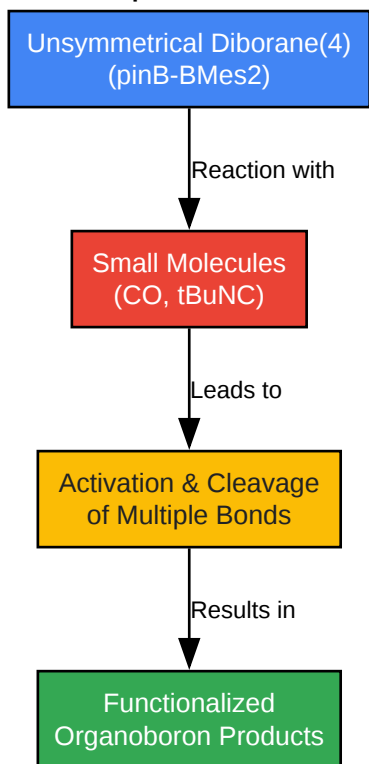 Unsymmetrical Diborane(4)
(pinB-BMes2)
Reaction with
Small Molecules
(CO, tBuNC)
Leads to
Activation & Cleavage
of Multiple Bonds
Results in
Functionalized
Organoboron Products